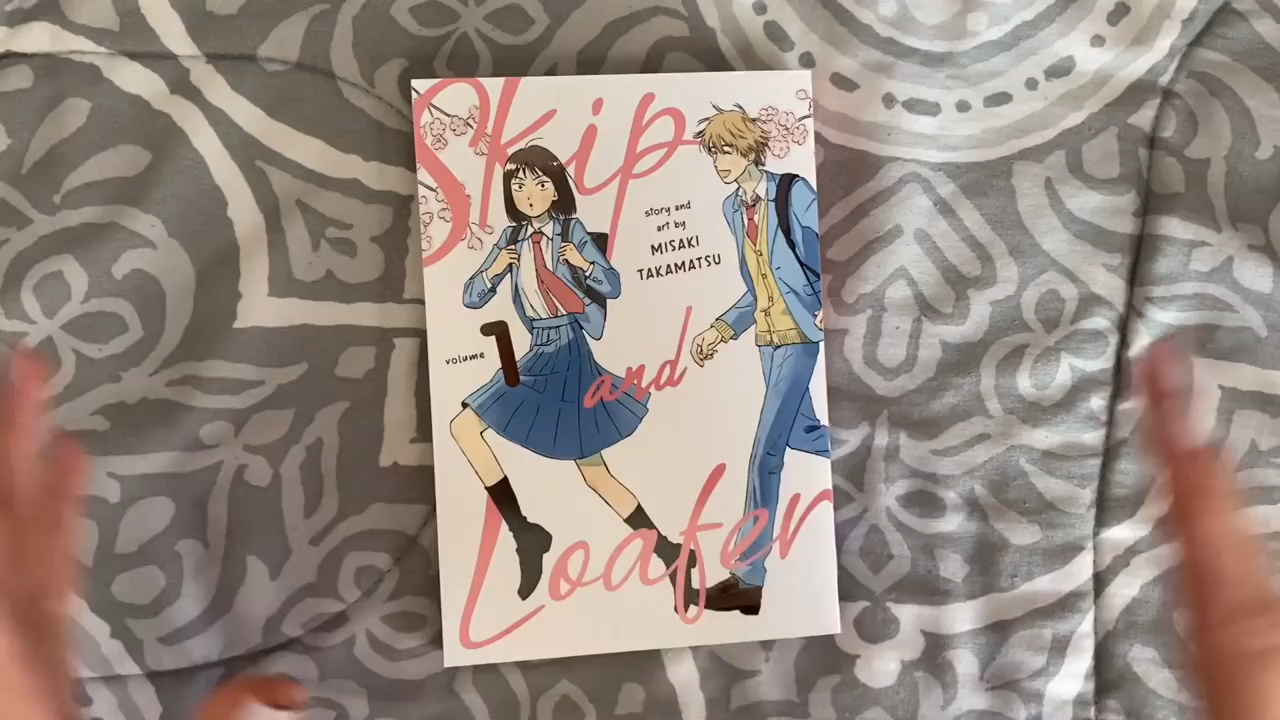 Skip
story and
art by
MISAKI
TAKAMATSU
volume 1
and
Loafer